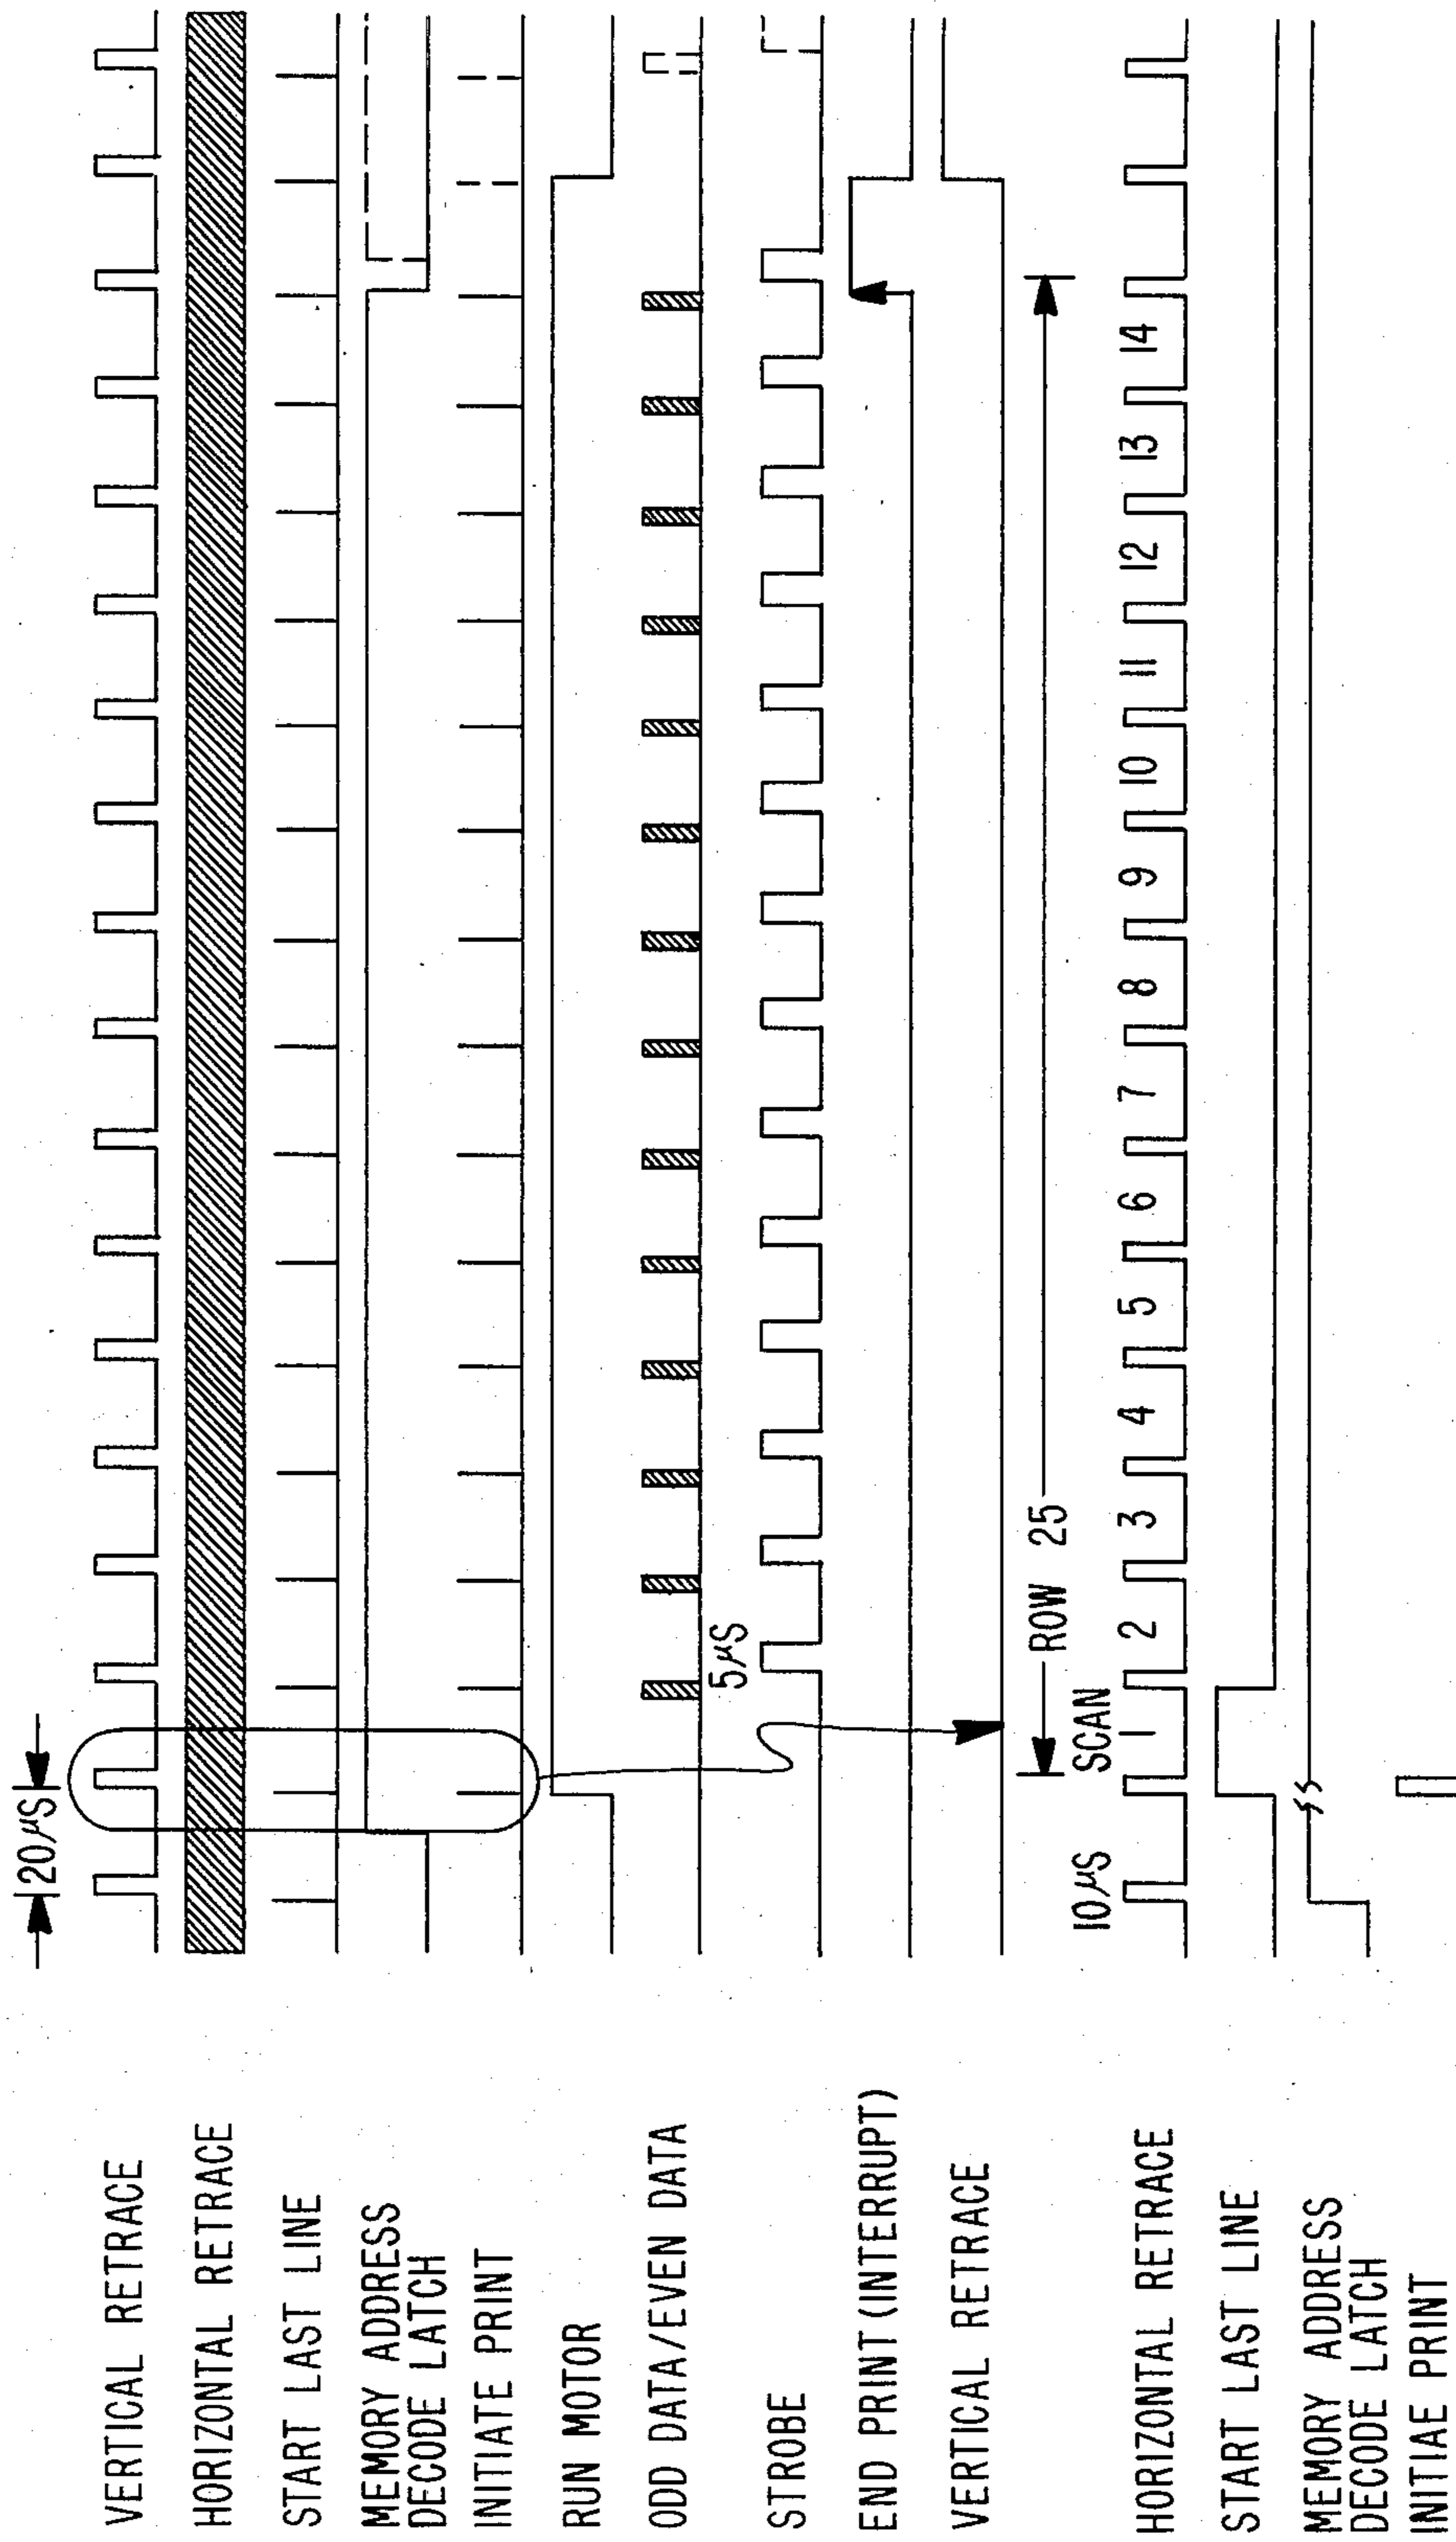 20μS
VERTICAL RETRACE
HORIZONTAL RETRACE
START LAST LINE
MEMORY ADDRESS
DECODE LATCH
INITIATE PRINT
RUN MOTOR
ODD DATA/EVEN DATA
5μS
STROBE
END PRINT (INTERRUPT)
VERTICAL RETRACE
ROW 25
10μS
SCAN
1 2 3 4 5 6 7 8 9 10 11 12 13 14
HORIZONTAL RETRACE
START LAST LINE
MEMORY ADDRESS
DECODE LATCH
INITIAE PRINT